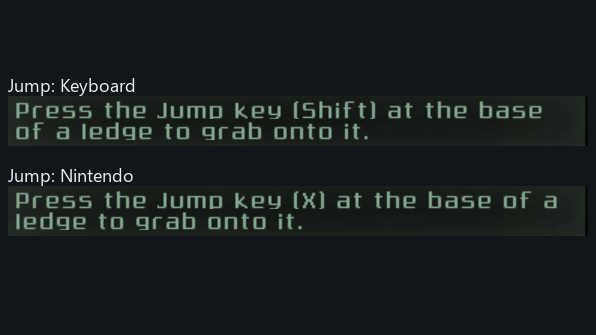 Jump: Keyboard
Press the Jump key (Shift) at the base
of a ledge to grab onto it.
Jump: Nintendo
Press the Jump key (X) at the base of a
ledge to grab onto it.